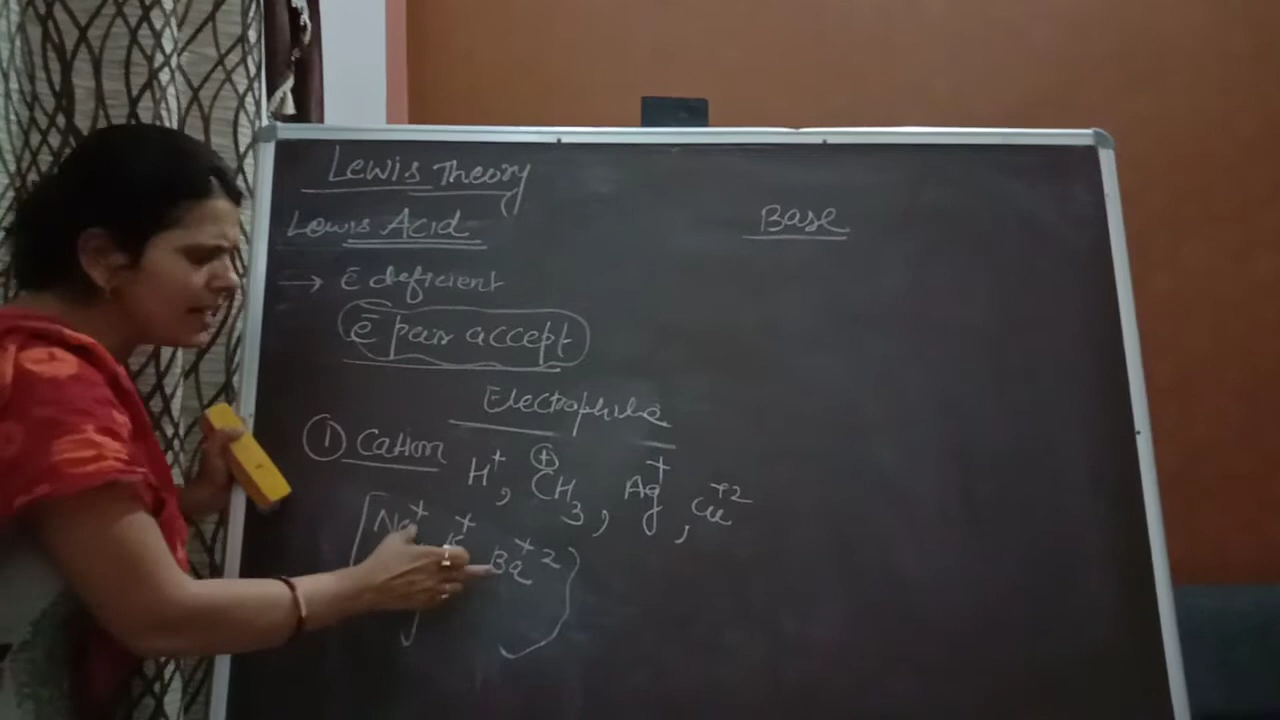 Lewis Theory
Lewis Acid
Base
→ ē deficient
ē pair accept
Electrophile
① Cation H⁺, ⊕CH₃, Ag⁺, Cu⁺²
Na⁺ K⁺ Ba⁺²